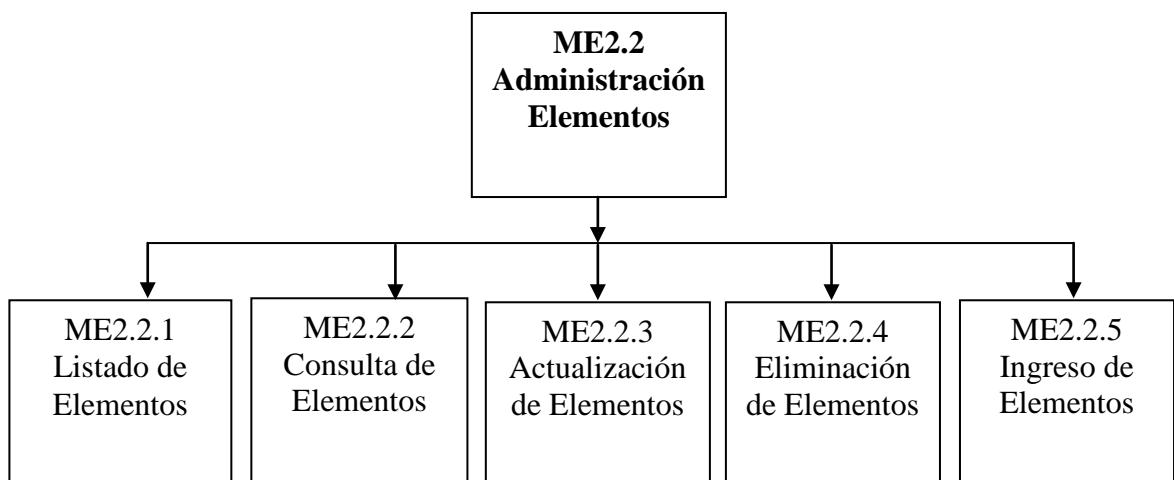 ME2.2
Administración
Elementos
ME2.2.1
Listado de
Elementos
ME2.2.2
Consulta de
Elementos
ME2.2.3
Actualización
de Elementos
ME2.2.4
Eliminación
de Elementos
ME2.2.5
Ingreso de
Elementos